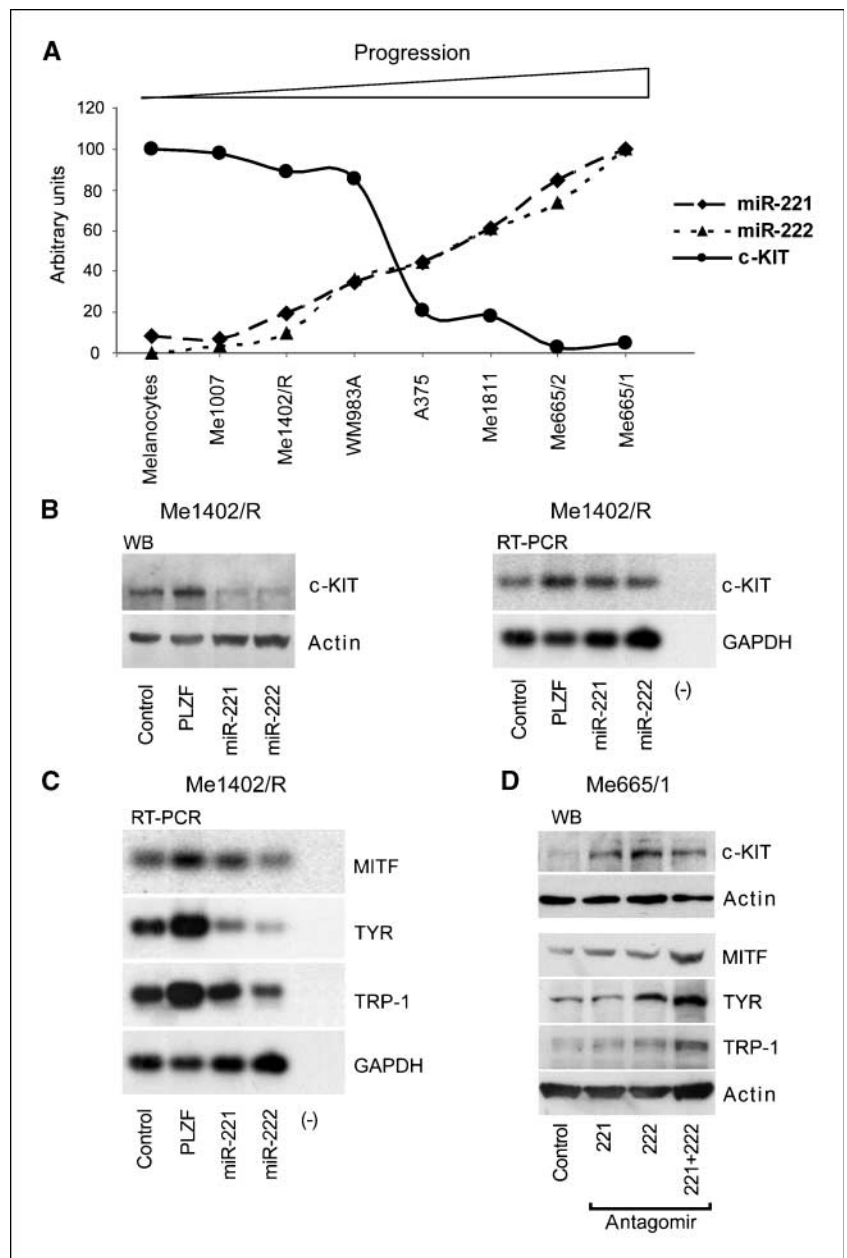 A
Progression
120
100
80
60
40
20
0
Arbitrary units
miR-221
miR-222
c-KIT
Melanocytes
Me1007
Me1402/R
WM983A
A375
Me1811
Me665/2
Me665/1
B
Me1402/R
WB
c-KIT
Actin
Control
PLZF
miR-221
miR-222
Me1402/R
RT-PCR
c-KIT
GAPDH
Control
PLZF
miR-221
miR-222
(-)
C
Me1402/R
RT-PCR
MITF
TYR
TRP-1
GAPDH
Control
PLZF
miR-221
miR-222
(-)
D
Me665/1
WB
c-KIT
Actin
MITF
TYR
TRP-1
Actin
Control
221
222
221+222
Antagomir